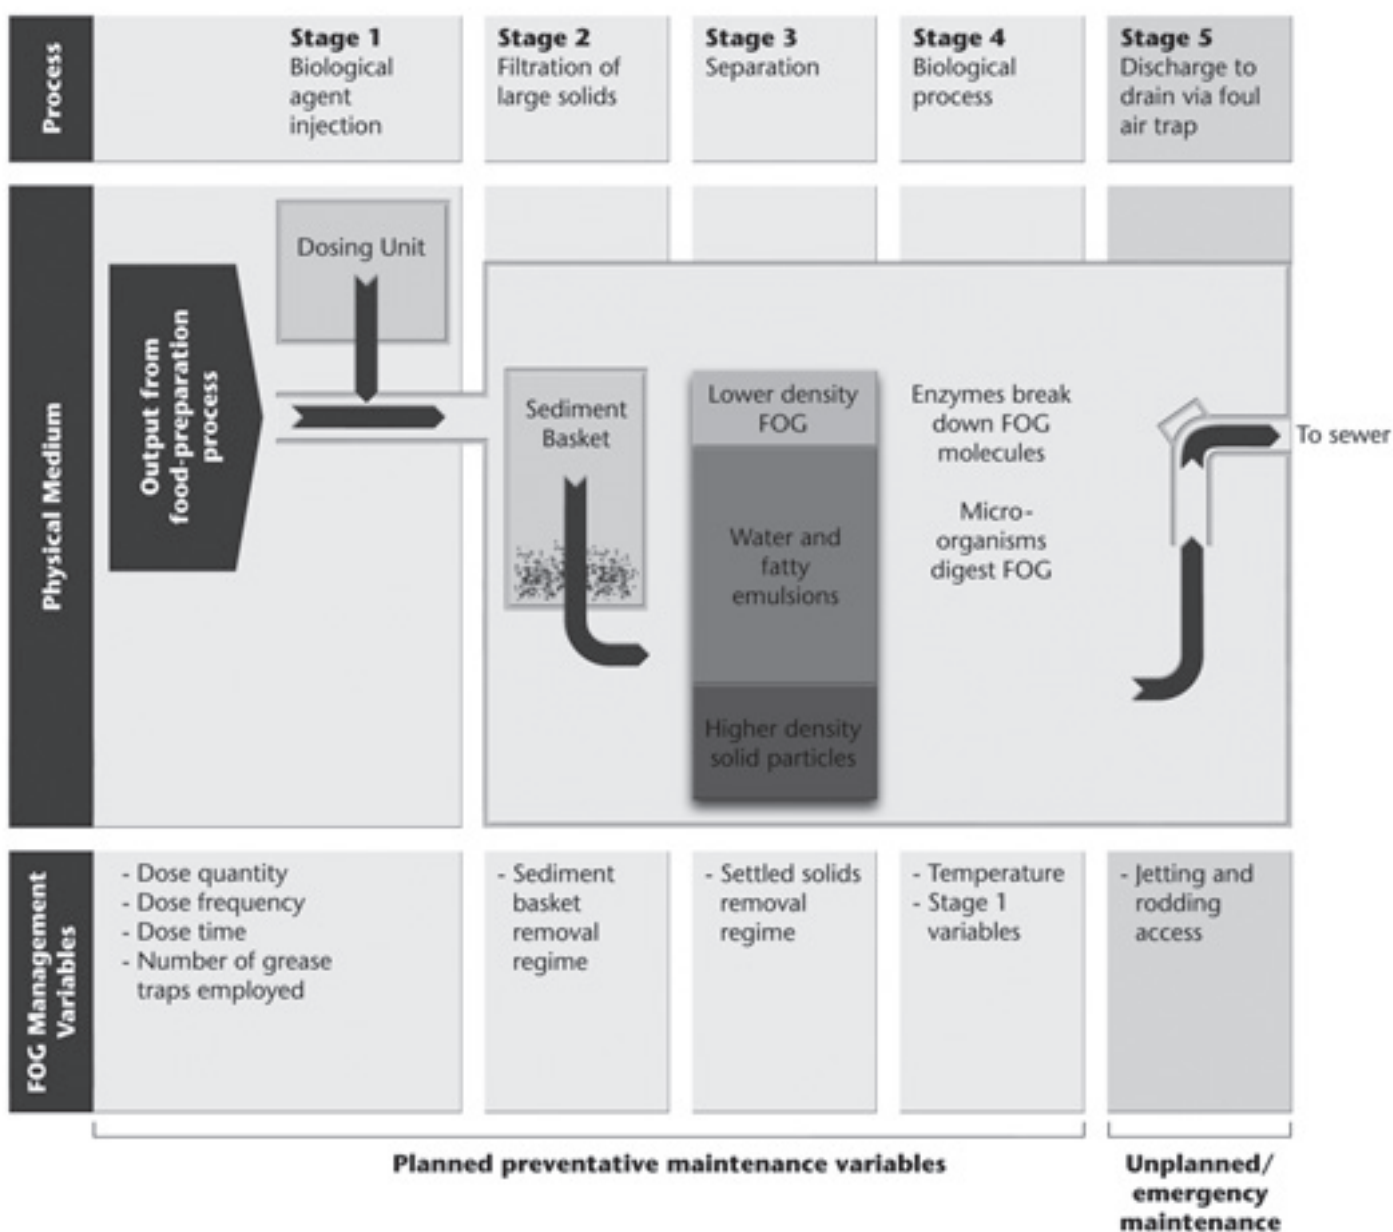 Process
Stage 1
Biological
agent
injection
Stage 2
Filtration of
large solids
Stage 3
Separation
Stage 4
Biological
process
Stage 5
Discharge to
drain via foul
air trap
Physical Medium
Output from
food-preparation
process
Dosing Unit
Sediment
Basket
Lower density
FOG
Water and
fatty
emulsions
Higher density
solid particles
Enzymes break
down FOG
molecules
Micro-
organisms
digest FOG
To sewer
FOG Management
Variables
- Dose quantity
- Dose frequency
- Dose time
- Number of grease
traps employed
- Sediment
basket
removal
regime
- Settled solids
removal
regime
- Temperature
- Stage 1
variables
- Jetting and
rodding
access
Planned preventative maintenance variables
Unplanned/
emergency
maintenance